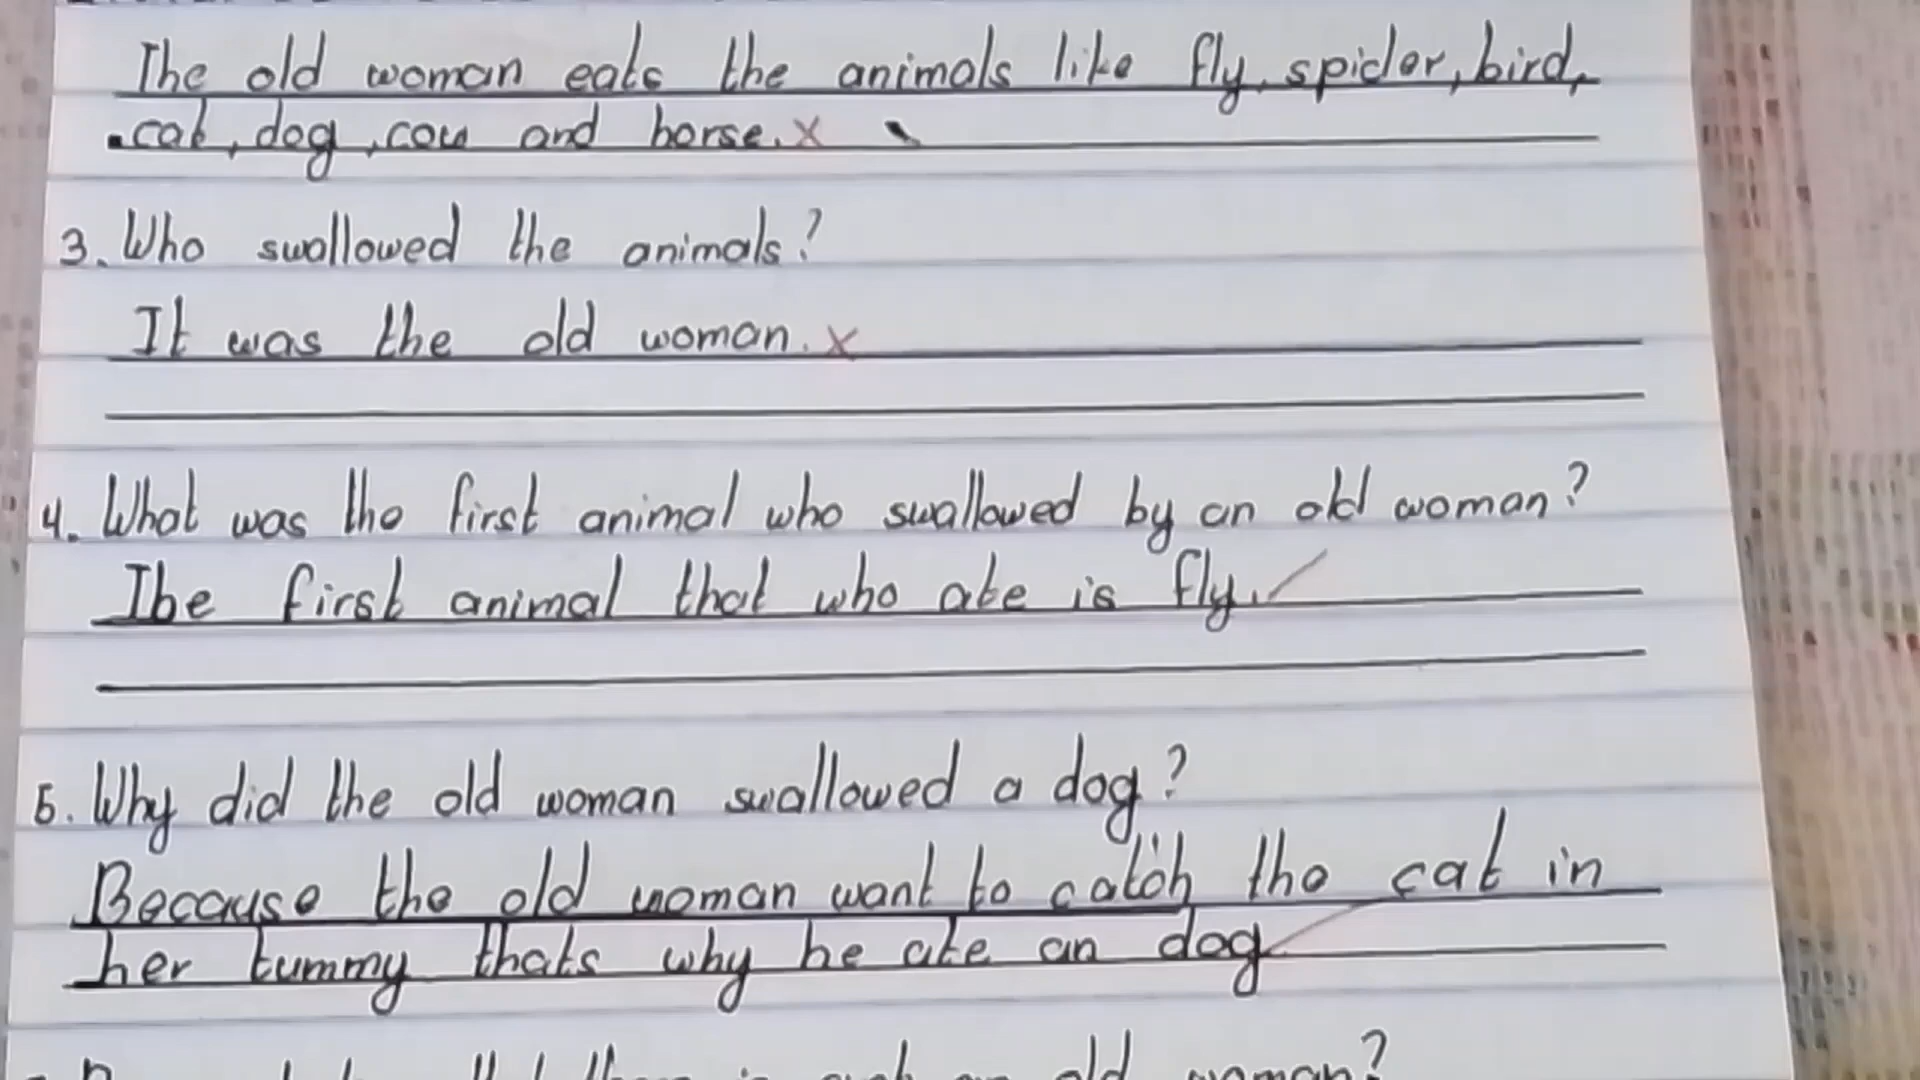 The old woman eats the animals like fly, spider, bird,
cat, dog, cow and horse. x
3. Who swallowed the animals?
It was the old woman. x
4. What was the first animal who swallowed by an old woman?
The first animal that who ate is fly.
5. Why did the old woman swallowed a dog?
Because the old woman want to catch the cat in
her tummy thats why he ate an dog
old woman?